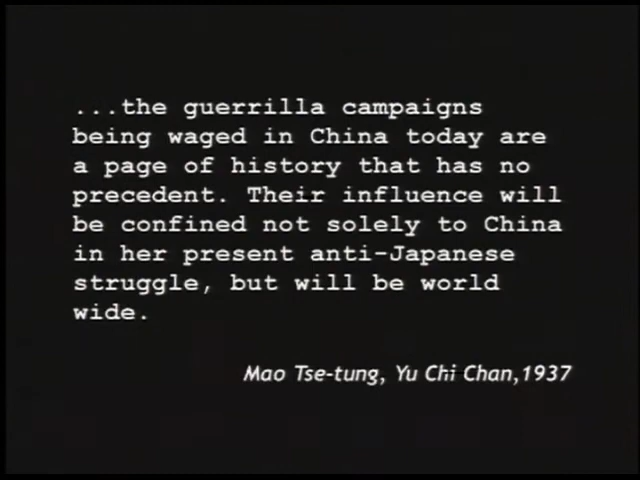 ...the guerrilla campaigns
being waged in China today are
a page of history that has no
precedent. Their influence will
be confined not solely to China
in her present anti-Japanese
struggle, but will be world
wide.
Mao Tse-tung, Yu Chi Chan,1937